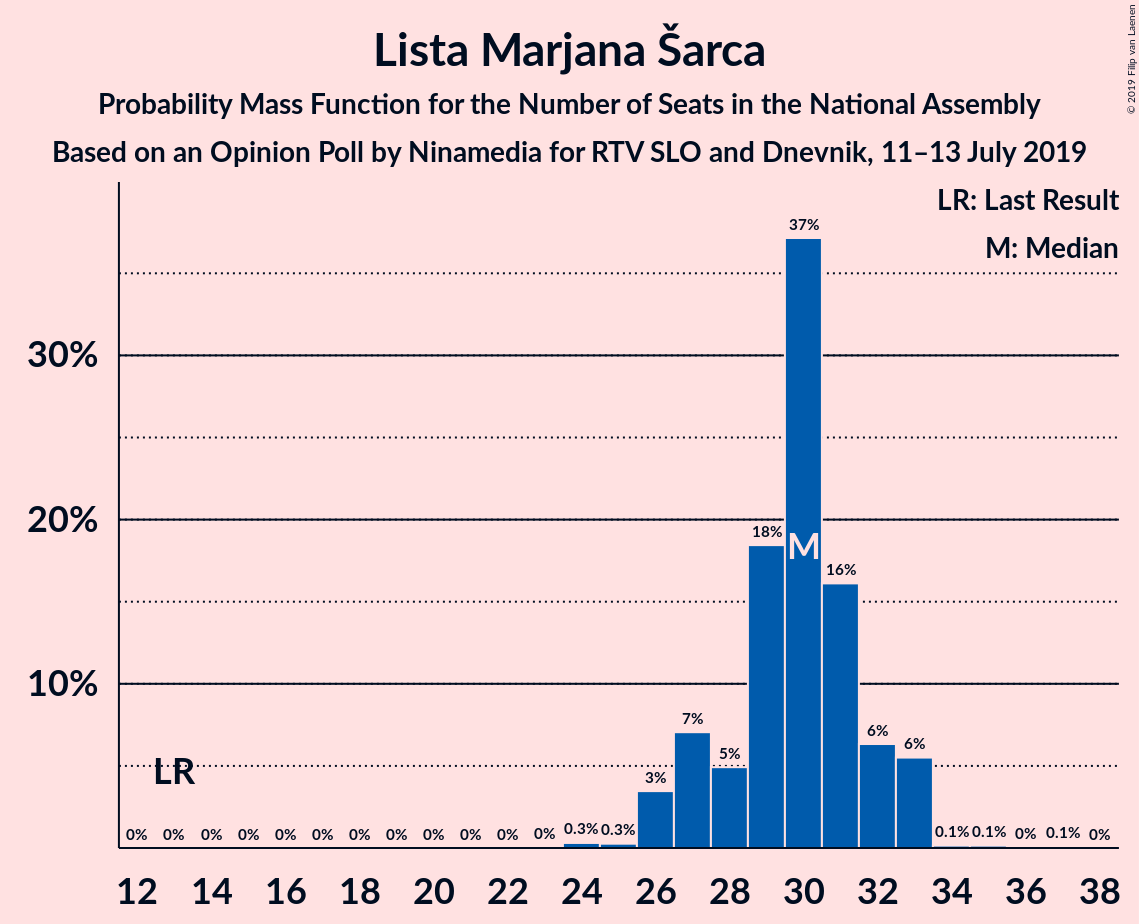 Lista Marjana Šarca
Probability Mass Function for the Number of Seats in the National Assembly
Based on an Opinion Poll by Ninamedia for RTV SLO and Dnevnik, 11–13 July 2019
© 2019 Filip van Laenen
LR: Last Result
M: Median
37%
30%
20%
18%
M
16%
10%
7%
6%
6%
5%
LR
3%
0% 0% 0% 0% 0% 0% 0% 0% 0% 0% 0% 0% 0.3% 0.3% 0.1% 0.1% 0% 0.1% 0%
12 14 16 18 20 22 24 26 28 30 32 34 36 38